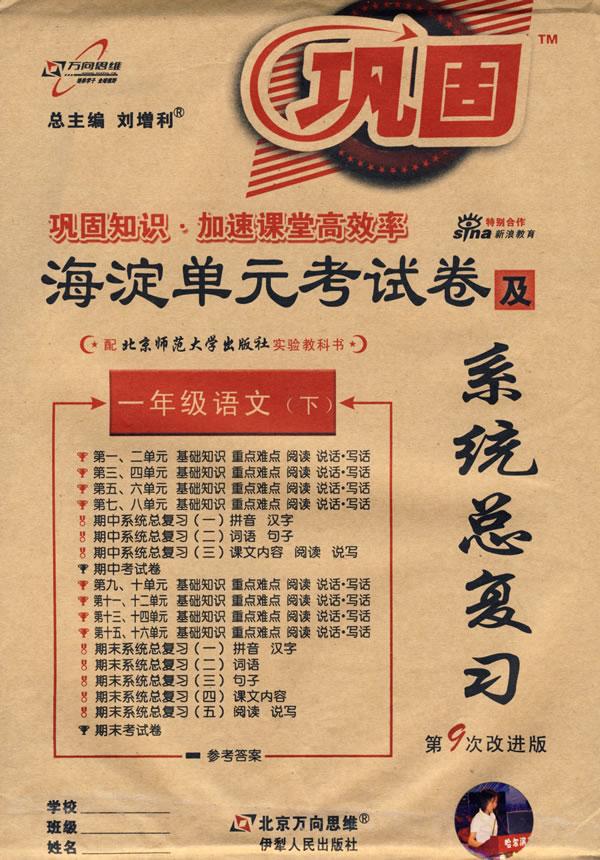 万向思维
总主编 刘增利®
巩固™
巩固知识·加速课堂高效率
特别合作
sina 新浪教育
海淀单元考试卷及
系统总复习
配 北京师范大学出版社 实验教科书
一年级语文（下）
第一、二单元 基础知识 重点难点 阅读 说话·写话
第三、四单元 基础知识 重点难点 阅读 说话·写话
第五、六单元 基础知识 重点难点 阅读 说话·写话
第七、八单元 基础知识 重点难点 阅读 说话·写话
期中系统总复习（一）拼音 汉字
期中系统总复习（二）词语 句子
期中系统总复习（三）课文内容 阅读 说写
期中考试卷
第九、十单元 基础知识 重点难点 阅读 说话·写话
第十一、十二单元 基础知识 重点难点 阅读 说话·写话
第十三、十四单元 基础知识 重点难点 阅读 说话·写话
第十五、十六单元 基础知识 重点难点 阅读 说话·写话
期末系统总复习（一）拼音 汉字
期末系统总复习（二）词语
期末系统总复习（三）句子
期末系统总复习（四）课文内容
期末系统总复习（五）阅读 说写
期末考试卷
参考答案
第9次改进版
学校
班级
姓名
北京万向思维®
伊犁人民出版社
哈尔滨